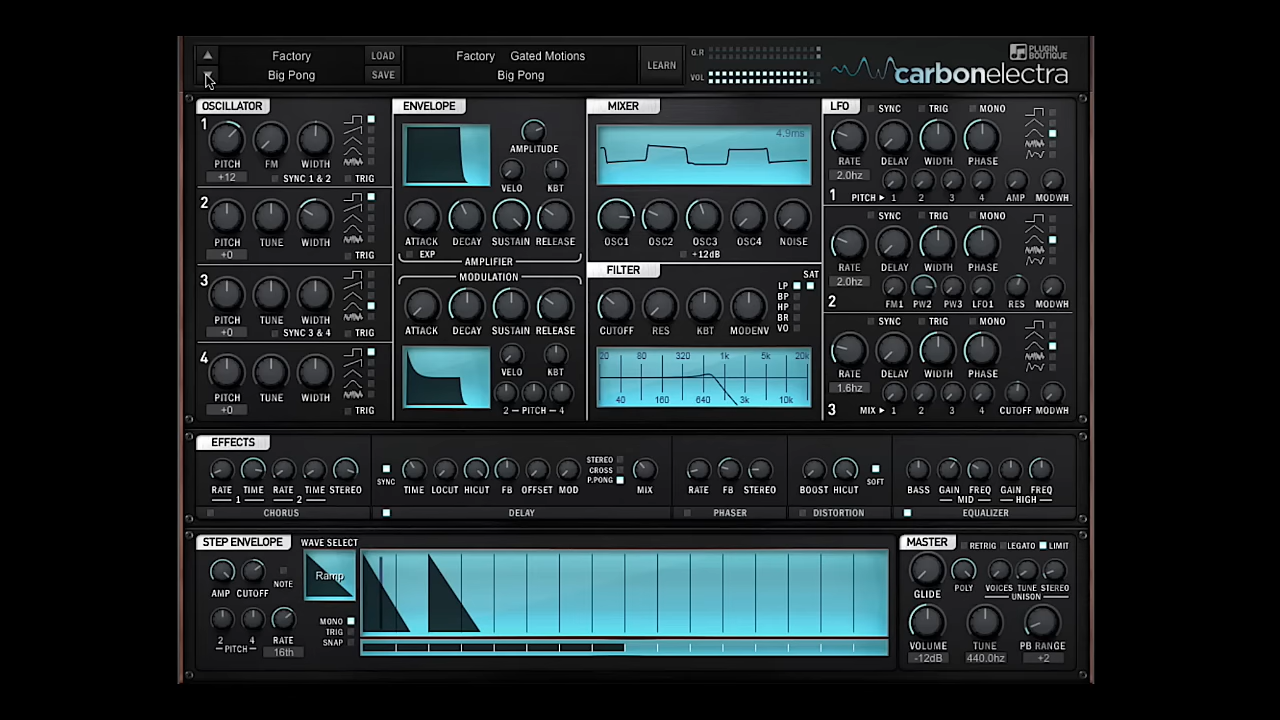 Factory LOAD Factory Gated Motions LEARN G.R PLUGIN BOUTIQUE
Big Pong SAVE Big Pong VOL carbonelectra
OSCILLATOR
1
PITCH FM WIDTH
+12 SYNC 1 & 2 TRIG
2
PITCH TUNE WIDTH
+0 TRIG
3
PITCH TUNE WIDTH
+0 SYNC 3 & 4 TRIG
4
PITCH TUNE WIDTH
+0 TRIG
ENVELOPE
AMPLITUDE
VELO KBT
ATTACK DECAY SUSTAIN RELEASE
EXP
AMPLIFIER
MODULATION
ATTACK DECAY SUSTAIN RELEASE
VELO KBT
2 PITCH 4
MIXER
4.9ms
OSC1 OSC2 OSC3 OSC4 NOISE
+12dB
FILTER
SAT
LP
BP
HP
BR
VO
CUTOFF RES KBT MODENV
20 80 320 1k 5k 20k
40 160 640 3k 10k
LFO SYNC TRIG MONO
RATE DELAY WIDTH PHASE
2.0hz
1 PITCH 1 2 3 4 AMP MODWH
SYNC TRIG MONO
RATE DELAY WIDTH PHASE
2.0hz
2 FM1 PW2 PW3 LFO1 RES MODWH
SYNC TRIG MONO
RATE DELAY WIDTH PHASE
1.6hz
3 MIX 1 2 3 4 CUTOFF MODWH
EFFECTS
RATE TIME RATE TIME STEREO
1 2
CHORUS
SYNC TIME LOCUT HICUT FB OFFSET MOD
STEREO
CROSS
P.PONG
MIX
DELAY
RATE FB STEREO
PHASER
BOOST HICUT SOFT
DISTORTION
BASS GAIN FREQ GAIN FREQ
MID HIGH
EQUALIZER
STEP ENVELOPE WAVE SELECT
AMP CUTOFF NOTE
Ramp
2 4 RATE
PITCH 16th
MONO
TRIG
SNAP
MASTER RETRIG LEGATO LIMIT
GLIDE POLY VOICES TUNE STEREO
UNISON
VOLUME TUNE PB RANGE
-12dB 440.0hz +2